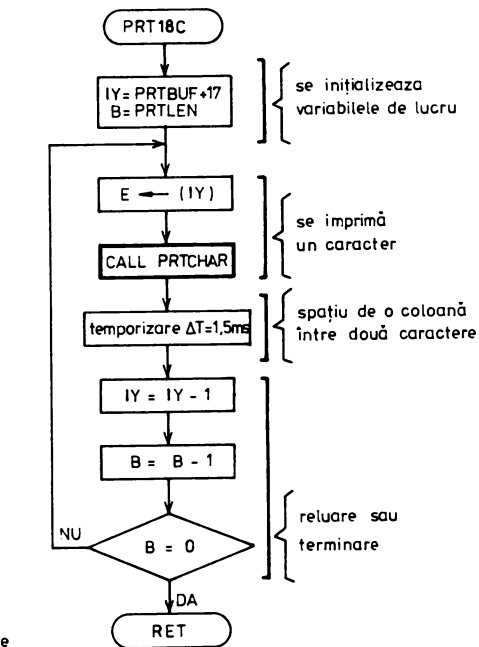 PRT18C
IY= PRTBUF+17
B= PRTLEN
se inițializeaza
variabilele de lucru
E ← (IY)
CALL PRTCHAR
se imprimă
un caracter
temporizare ΔT=1,5ms
spațiu de o coloană
între două caractere
IY = IY - 1
B = B - 1
B = 0
NU
DA
reluare sau
terminare
RET
e